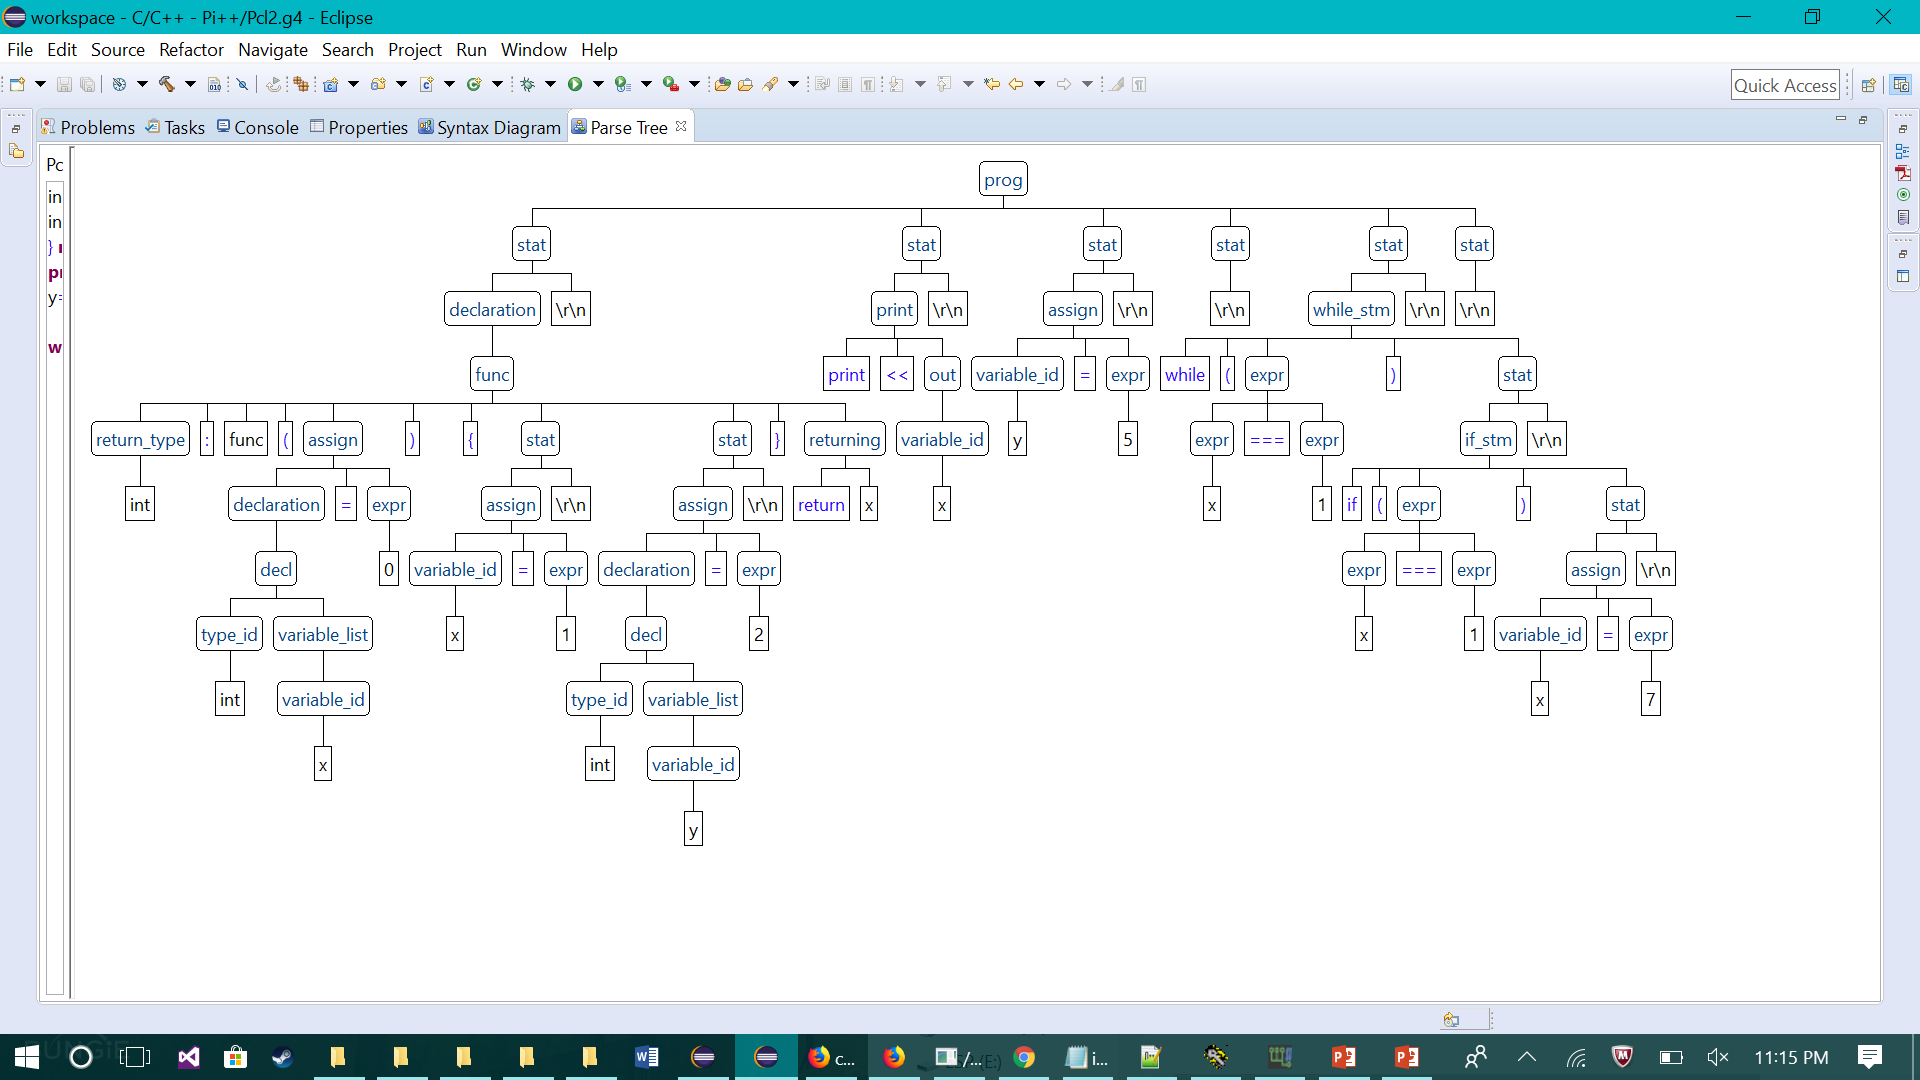 workspace - C/C++ - Pi++/Pcl2.g4 - Eclipse
File Edit Source Refactor Navigate Search Project Run Window Help
Quick Access
Problems Tasks Console Properties Syntax Diagram Parse Tree
Pc
in
in
}
pr
y=
w
prog
stat stat stat stat stat stat
declaration \r\n print \r\n assign \r\n \r\n while_stm \r\n \r\n
func print << out variable_id = expr while ( expr ) stat
return_type : func ( assign ) { stat stat } returning variable_id y 5 expr === expr if_stm \r\n
int declaration = expr assign \r\n assign \r\n return x x x 1 if ( expr ) stat
decl 0 variable_id = expr declaration = expr expr === expr assign \r\n
type_id variable_list x 1 decl 2 x 1 variable_id = expr
int variable_id type_id variable_list x 7
x int variable_id
y
11:15 PM